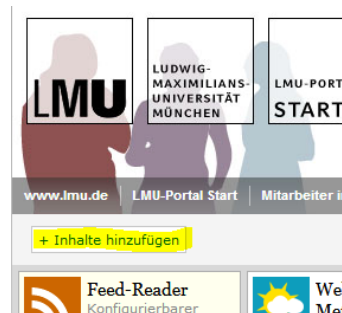 LMU
LUDWIG-
MAXIMILIANS-
UNIVERSITÄT
MÜNCHEN
LMU-PORT
START
www.lmu.de LMU-Portal Start Mitarbeiter i
+ Inhalte hinzufügen
Feed-Reader
Konfigurierbarer
We